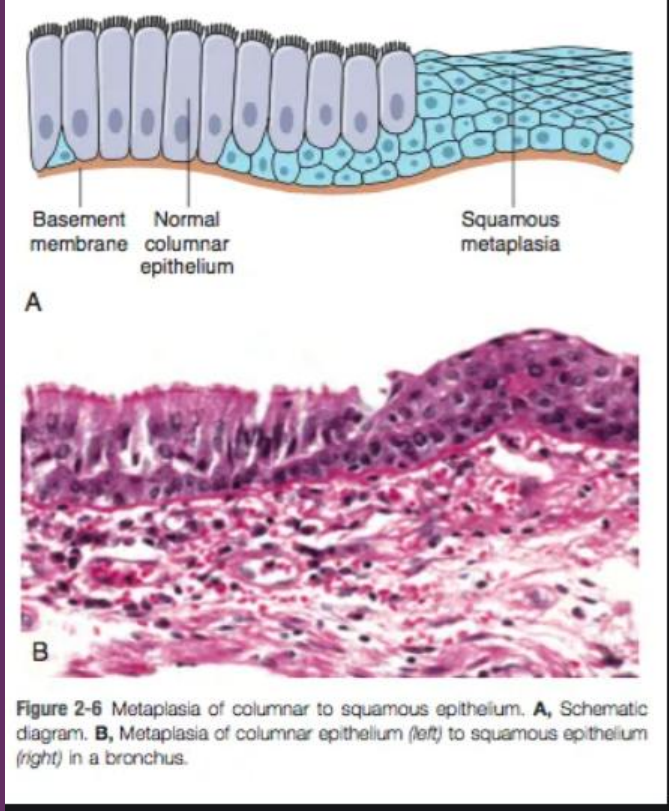 Basement membrane
Normal columnar epithelium
Squamous metaplasia
A
B
Figure 2-6 Metaplasia of columnar to squamous epithelium. A, Schematic
diagram. B, Metaplasia of columnar epithelium (left) to squamous epithelium
(right) in a bronchus.